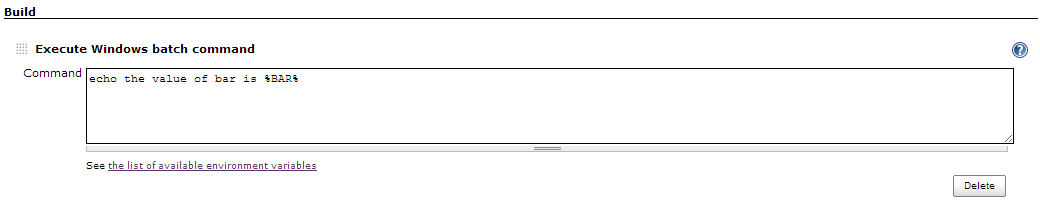 Build
Execute Windows batch command
Command
echo the value of bar is %BAR%
See the list of available environment variables
Delete